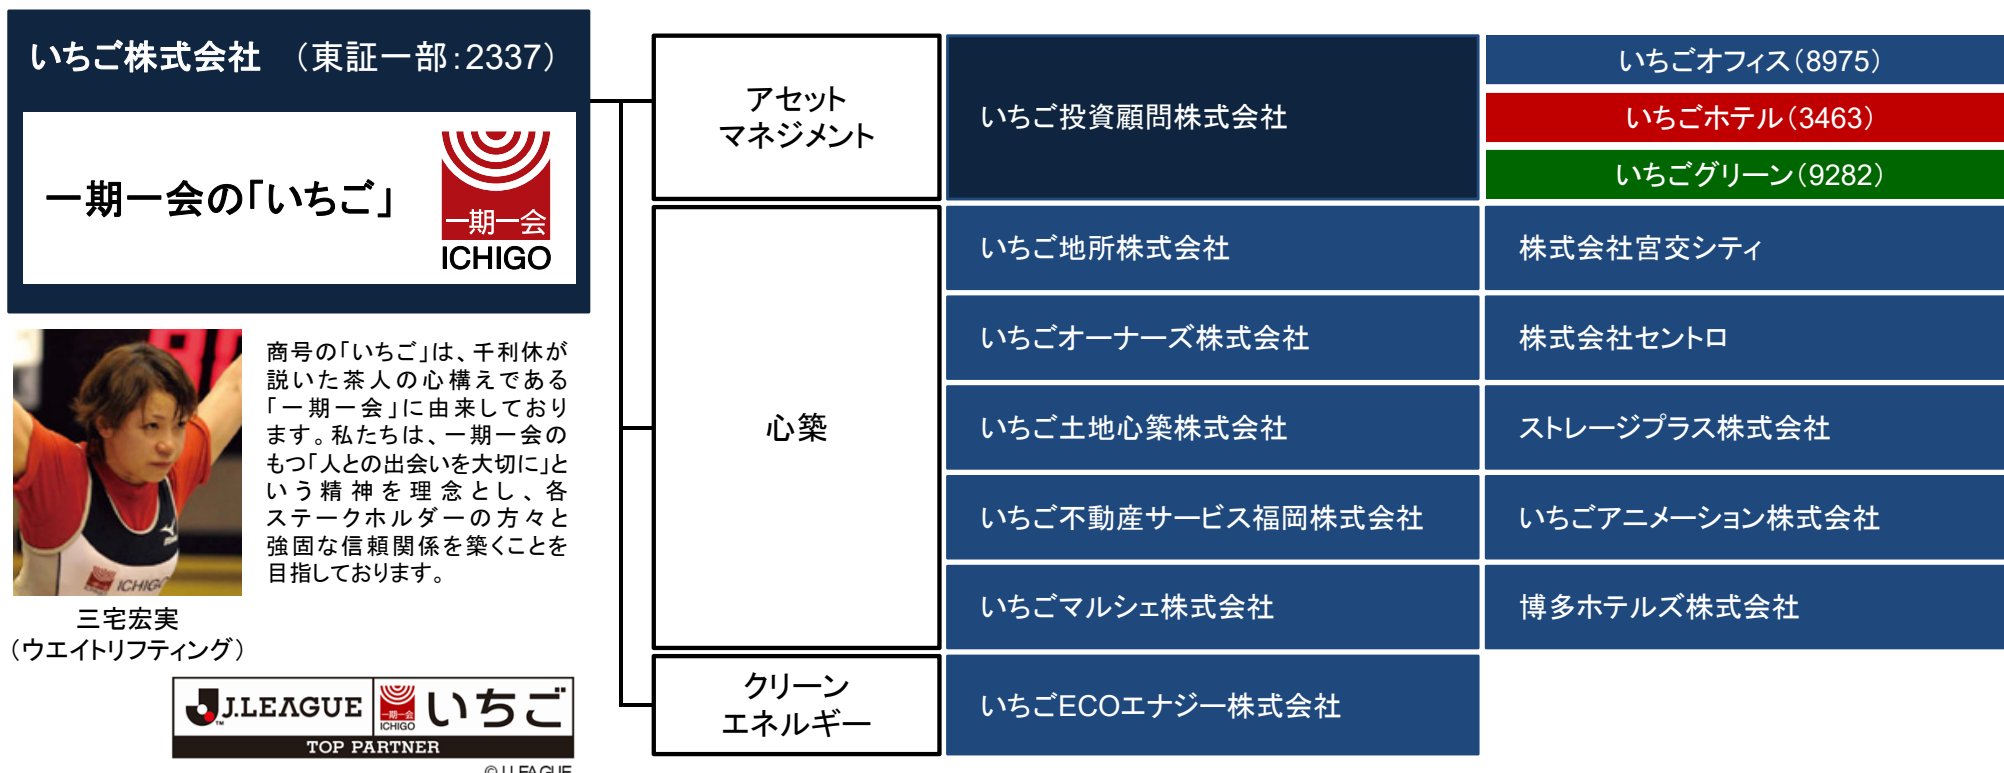 いちご株式会社 （東証一部：2337）
一期一会の「いちご」
一期一会
ICHIGO
商号の「いちご」は、千利休が
説いた茶人の心構えである
「一期一会」に由来しており
ます。私たちは、一期一会の
もつ「人との出会いを大切に」と
いう精神を理念とし、各
ステークホルダーの方々と
強固な信頼関係を築くことを
目指しております。
ICHIGO
三宅宏実
（ウエイトリフティング）
J.LEAGUE
TM
一期一会
ICHIGO
いちご
TOP PARTNER
© J.LEAGUE
アセット
マネジメント
いちご投資顧問株式会社
いちごオフィス（8975）
いちごホテル（3463）
いちごグリーン（9282）
心築
いちご地所株式会社
株式会社宮交シティ
いちごオーナーズ株式会社
株式会社セントロ
いちご土地心築株式会社
ストレージプラス株式会社
いちご不動産サービス福岡株式会社
いちごアニメーション株式会社
いちごマルシェ株式会社
博多ホテルズ株式会社
クリーン
エネルギー
いちごECOエナジー株式会社